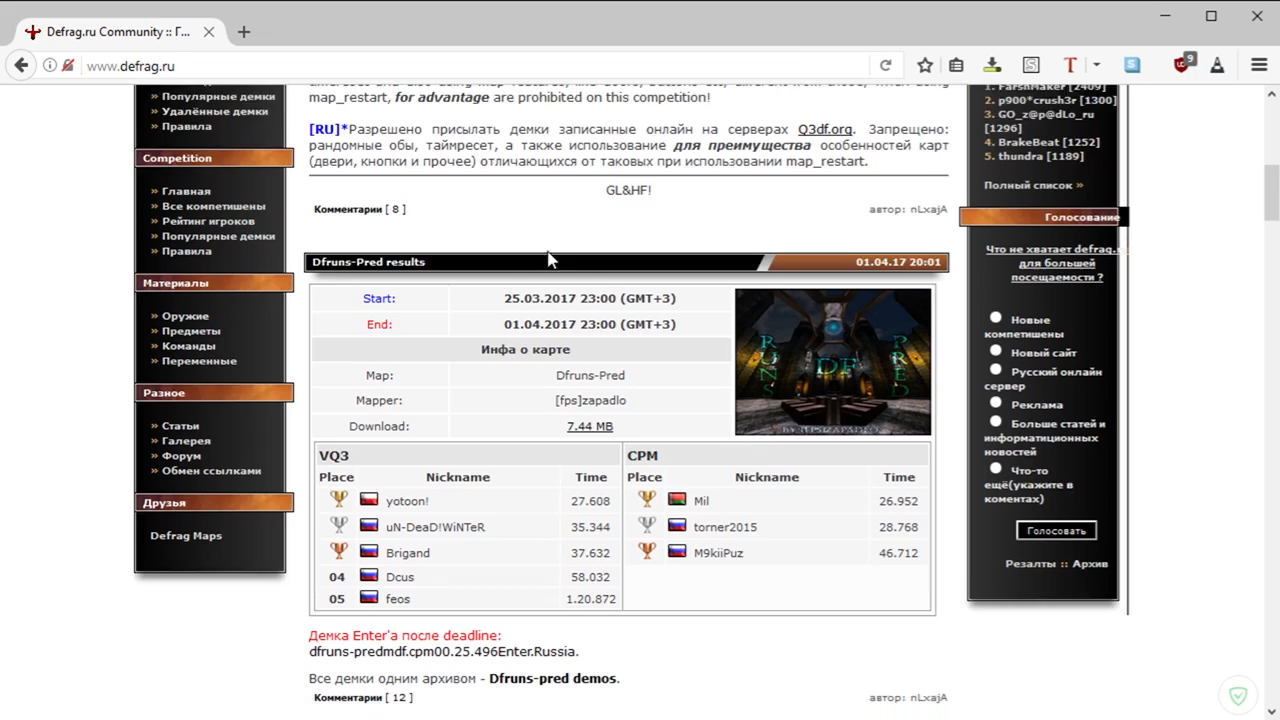 Defrag.ru Community :: Г...
www.defrag.ru
9
Популярные демки
Удалённые демки
Правила
Competition
Главная
Все компетишены
Рейтинг игроков
Популярные демки
Правила
Материалы
Оружие
Предметы
Команды
Переменные
Разное
Статьи
Галерея
Форум
Обмен ссылками
Друзья
Defrag Maps
map_restart, for advantage are prohibited on this competition!
[RU]*Разрешено присылать демки записанные онлайн на серверах Q3df.org. Запрещено:
рандомные обы, таймресет, а также использование для преимущества особенностей карт
(двери, кнопки и прочее) отличающихся от таковых при использовании map_restart.
GL&HF!
Комментарии [ 8 ] автор: nLxajA
Dfruns-Pred results 01.04.17 20:01
Start: 25.03.2017 23:00 (GMT+3)
End: 01.04.2017 23:00 (GMT+3)
Инфа о карте
Map: Dfruns-Pred
Mapper: [fps]zapadlo
Download: 7.44 MB
RUNS DF PRED
VQ3
Place Nickname Time
yotoon! 27.608
uN-DeaD!WiNTeR 35.344
Brigand 37.632
04 Dcus 58.032
05 feos 1.20.872
CPM
Place Nickname Time
Mil 26.952
torner2015 28.768
M9kiiPuz 46.712
Демка Enter'а после deadline:
dfruns-predmdf.cpm00.25.496Enter.Russia.
Все демки одним архивом - Dfruns-pred demos.
Комментарии [ 12 ] автор: nLxajA
1. FarshMaker [2409]
2. p900*crush3r [1300]
3. GO_z@p@dLo_ru
[1296]
4. BrakeBeat [1252]
5. thundra [1189]
Полный список »
Голосование
Что не хватает defrag.r
для большей
посещаемости ?
Новые
компетишены
Новый сайт
Русский онлайн
сервер
Реклама
Больше статей и
информатиционных
новостей
Что-то
ещё(укажите в
коментах)
Голосовать
Резалты :: Архив